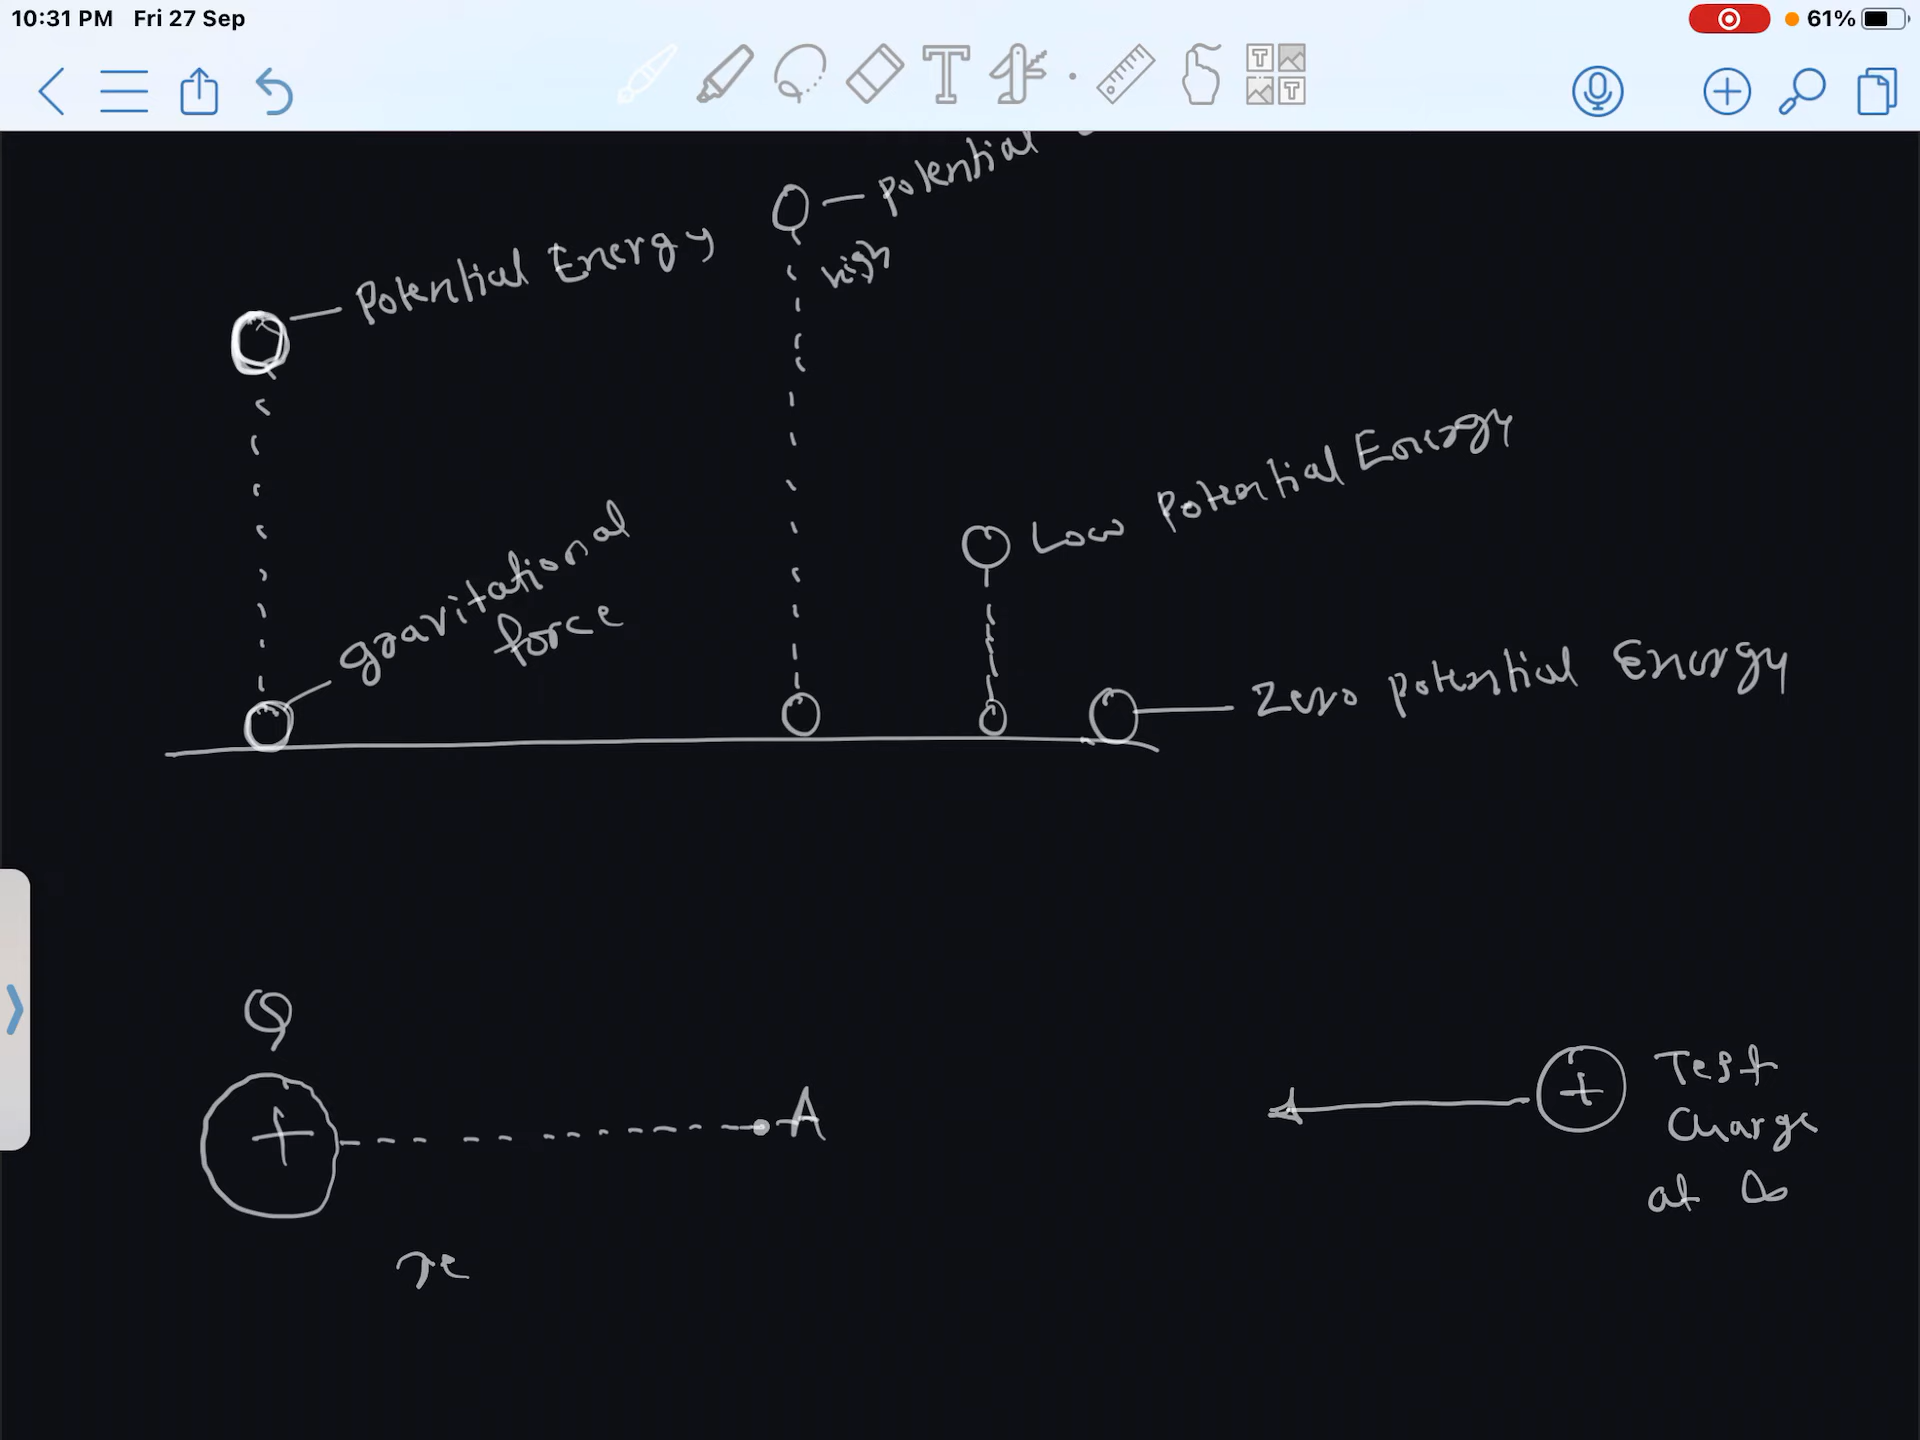 10:31 PM Fri 27 Sep
61%
potential
high
Potential Energy
Low Potential Energy
gravitational
force
Zero potential Energy
Q
+
A
+
Test
Charge
at ∞